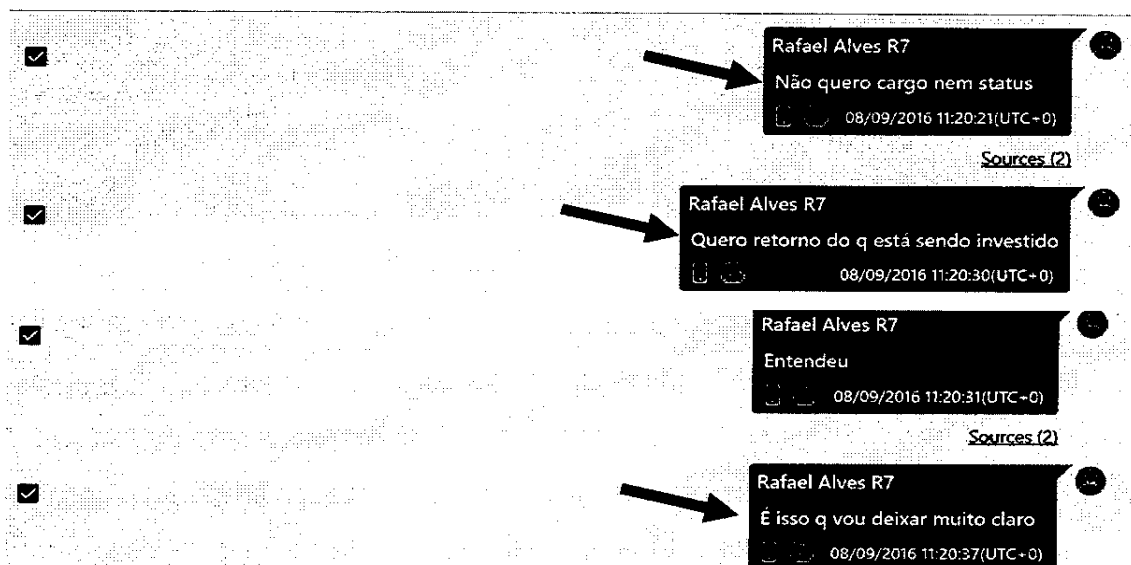 Rafael Alves R7
Não quero cargo nem status
08/09/2016 11:20:21(UTC+0)
Sources (2)
Rafael Alves R7
Quero retorno do q está sendo investido
08/09/2016 11:20:30(UTC+0)
Rafael Alves R7
Entendeu
08/09/2016 11:20:31(UTC+0)
Sources (2)
Rafael Alves R7
É isso q vou deixar muito claro
08/09/2016 11:20:37(UTC+0)